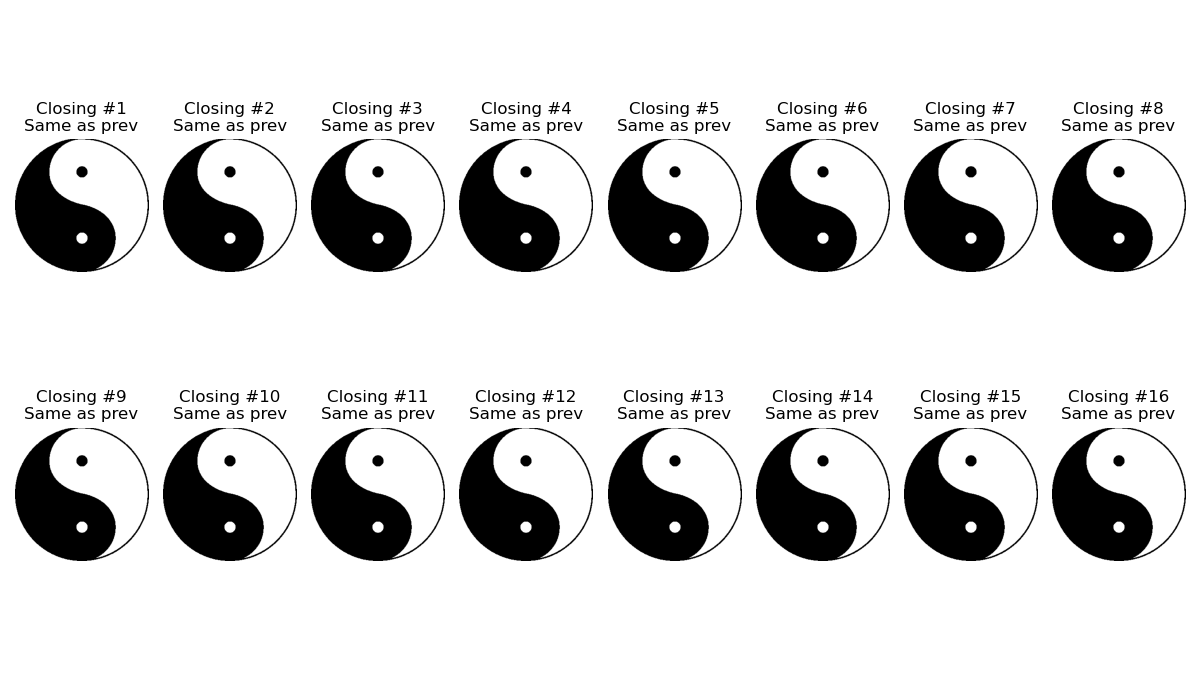 Closing #1
Same as prev
Closing #2
Same as prev
Closing #3
Same as prev
Closing #4
Same as prev
Closing #5
Same as prev
Closing #6
Same as prev
Closing #7
Same as prev
Closing #8
Same as prev
Closing #9
Same as prev
Closing #10
Same as prev
Closing #11
Same as prev
Closing #12
Same as prev
Closing #13
Same as prev
Closing #14
Same as prev
Closing #15
Same as prev
Closing #16
Same as prev